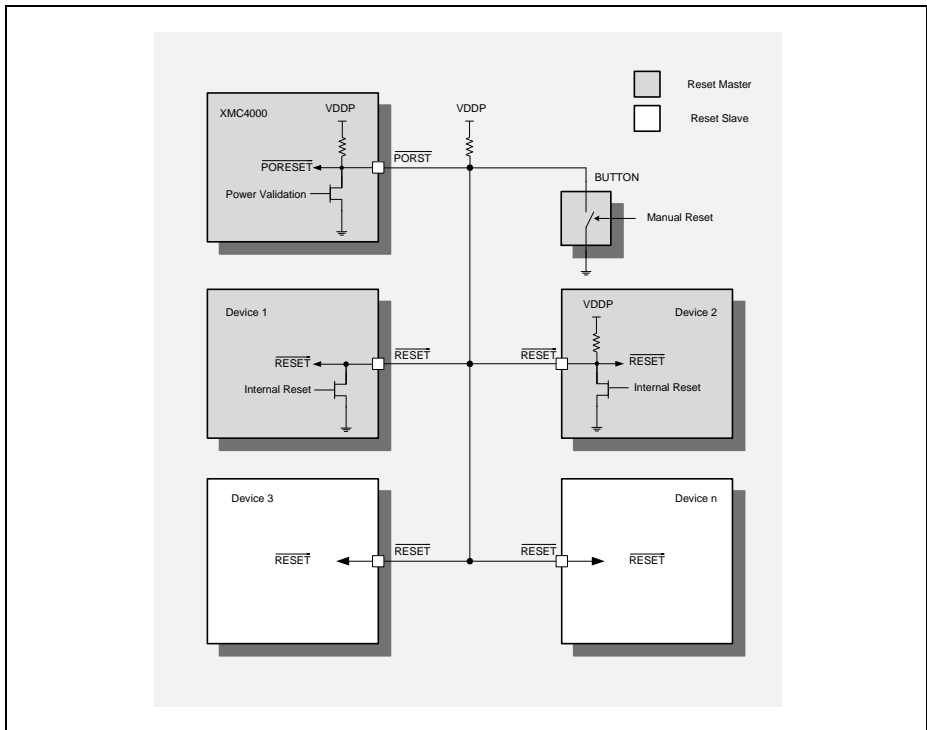 Reset Master
Reset Slave
XMC4000
VDDP
VDDP
PORESET
PORST
Power Validation
BUTTON
Manual Reset
Device 1
RESET
RESET
Internal Reset
VDDP
Device 2
RESET
RESET
Internal Reset
Device 3
RESET
RESET
Device n
RESET
RESET